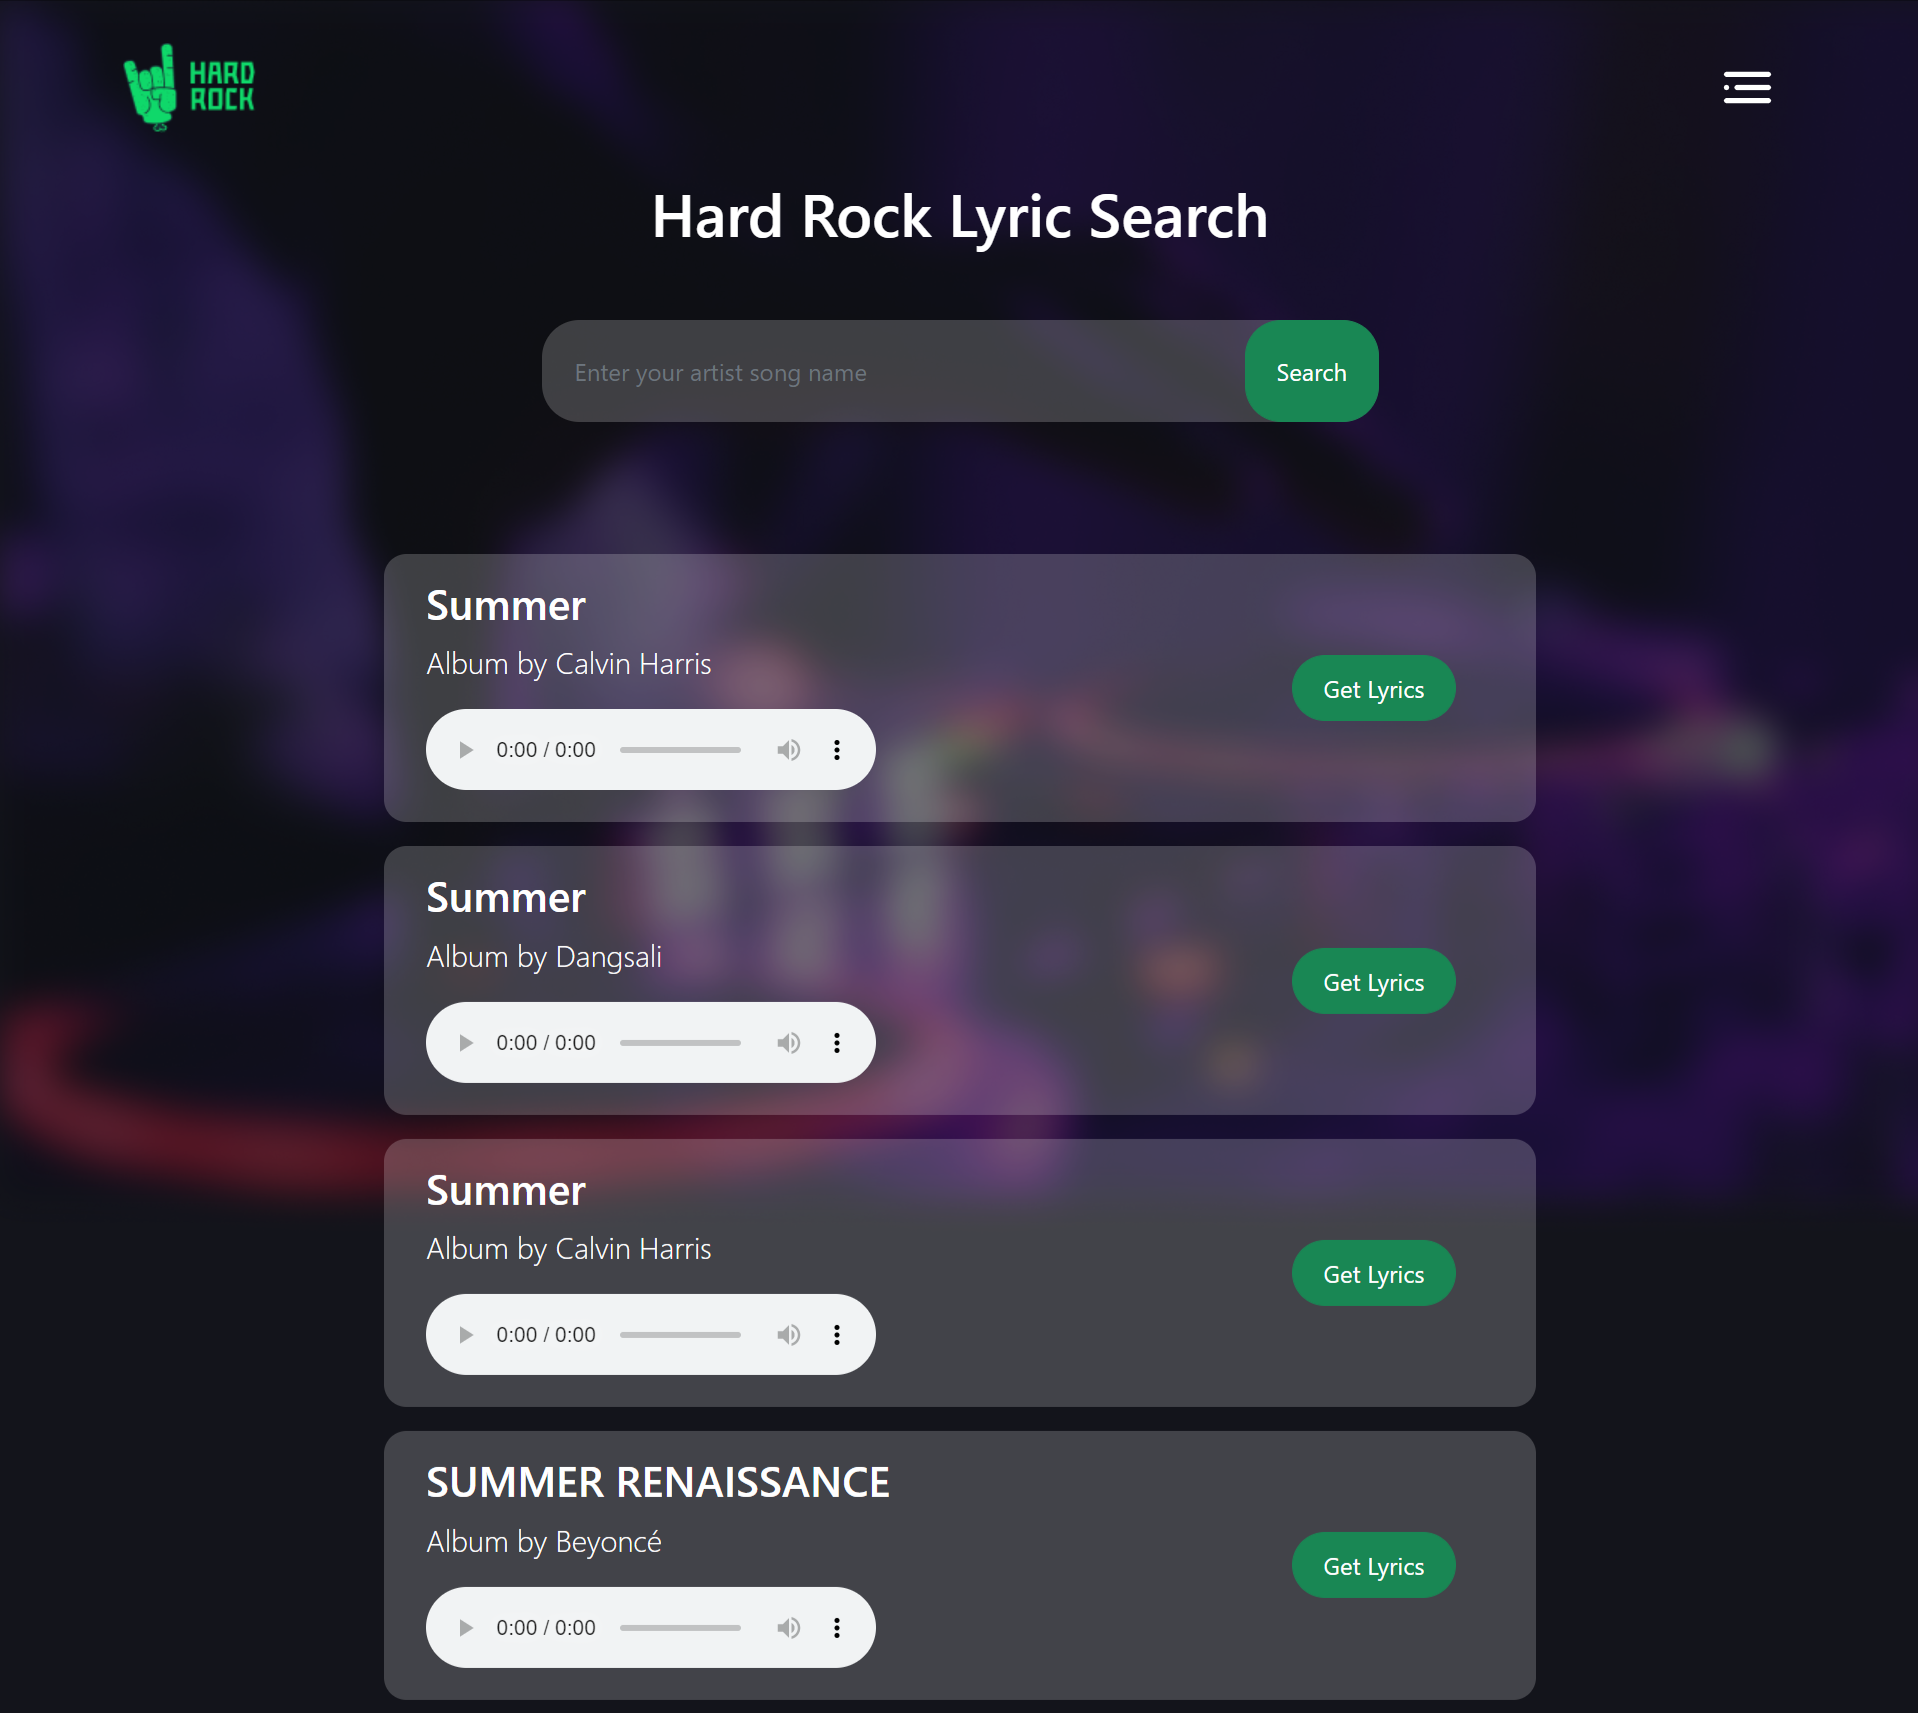 HARD
ROCK
Hard Rock Lyric Search
Enter your artist song name
Search
Summer
Album by Calvin Harris
Get Lyrics
0:00 / 0:00
Summer
Album by Dangsali
Get Lyrics
0:00 / 0:00
Summer
Album by Calvin Harris
Get Lyrics
0:00 / 0:00
SUMMER RENAISSANCE
Album by Beyoncé
Get Lyrics
0:00 / 0:00